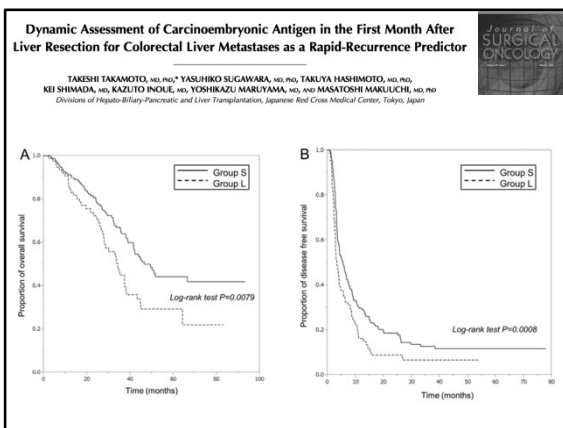 Dynamic Assessment of Carcinoembryonic Antigen in the First Month After
Liver Resection for Colorectal Liver Metastases as a Rapid-Recurrence Predictor
Journal of
SURGICAL
ONCOLOGY
TAKESHI TAKAMOTO, MD, PhD,* YASUHIKO SUGAWARA, MD, PhD, TAKUYA HASHIMOTO, MD, PhD,
KEI SHIMADA, MD, KAZUTO INOUE, MD, YOSHIKAZU MARUYAMA, MD, AND MASATOSHI MAKUUCHI, MD, PhD
Divisions of Hepato-Biliary-Pancreatic and Liver Transplantation, Japanese Red Cross Medical Center, Tokyo, Japan
A
Group S
Group L
Log-rank test P=0.0079
Proportion of overall survival
1.0
0.8
0.6
0.4
0.2
0.0
0 20 40 60 80 100
Time (months)
B
Group S
Group L
Log-rank test P=0.0008
Proportion of disease free survival
1.0
0.8
0.6
0.4
0.2
0.0
0 10 20 30 40 50 60 70 80
Time (months)